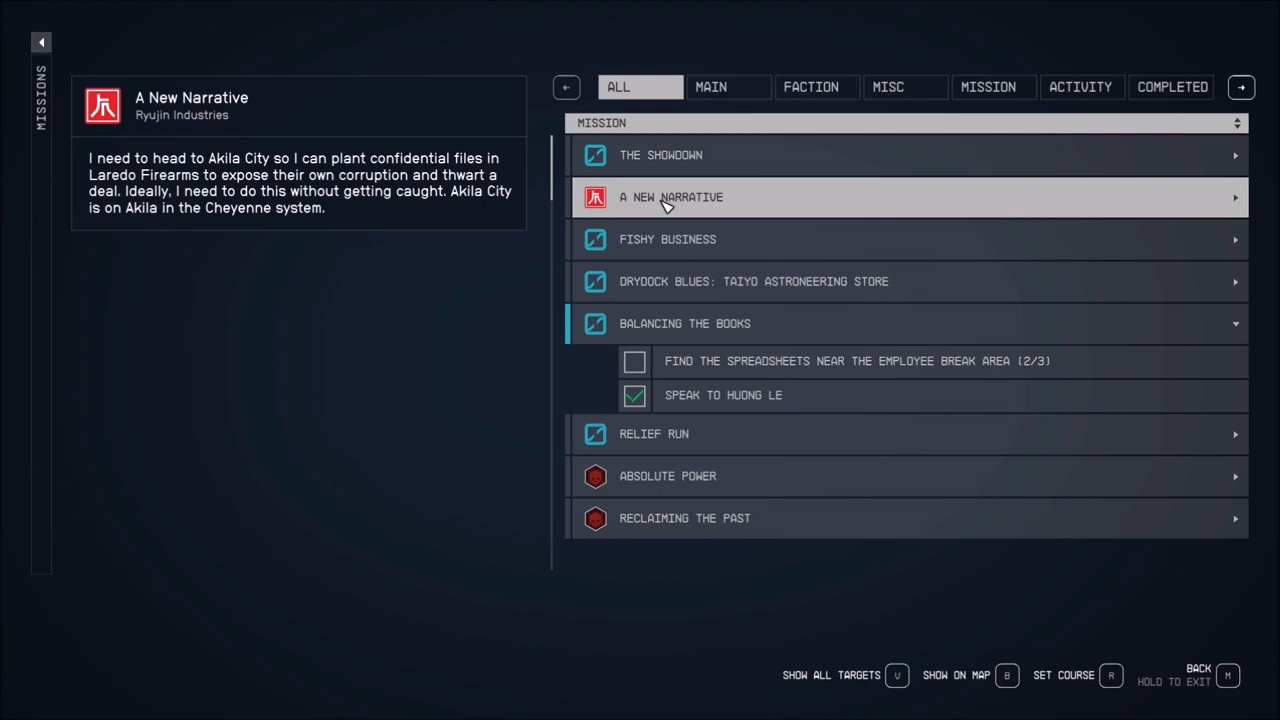 MISSIONS
A New Narrative
Ryujin Industries
I need to head to Akila City so I can plant confidential files in
Laredo Firearms to expose their own corruption and thwart a
deal. Ideally, I need to do this without getting caught. Akila City
is on Akila in the Cheyenne system.
ALL MAIN FACTION MISC MISSION ACTIVITY COMPLETED
MISSION
THE SHOWDOWN
A NEW NARRATIVE
FISHY BUSINESS
DRYDOCK BLUES: TAIYO ASTRONEERING STORE
BALANCING THE BOOKS
FIND THE SPREADSHEETS NEAR THE EMPLOYEE BREAK AREA (2/3)
SPEAK TO HUONG LE
RELIEF RUN
ABSOLUTE POWER
RECLAIMING THE PAST
SHOW ALL TARGETS V SHOW ON MAP B SET COURSE R BACK M
HOLD TO EXIT